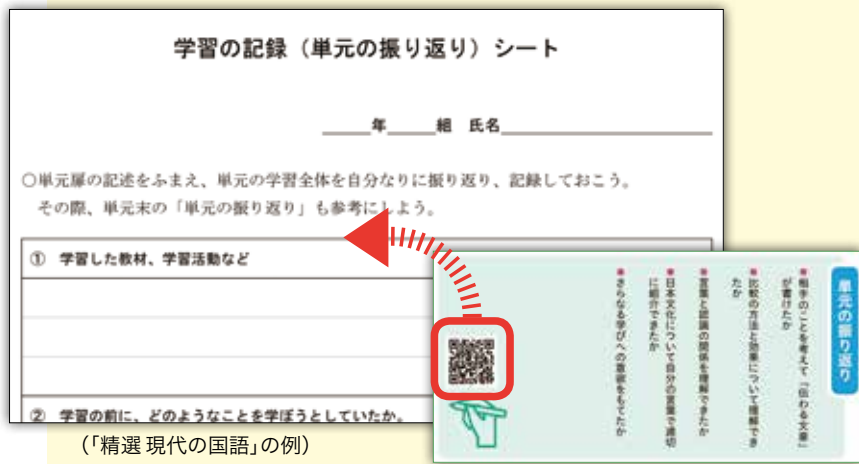 学習の記録（単元の振り返り）シート
年 組 氏名
○単元扉の記述をふまえ、単元の学習全体を自分なりに振り返り、記録しておこう。
その際、単元末の「単元の振り返り」も参考にしよう。
① 学習した教材、学習活動など
② 学習の前に、どのようなことを学ぼうとしていたか。
単元の振り返り
●相手のことを考えて「伝わる文章」
が書けたか
●比較の方法と効果について理解でき
たか
●言葉と認識の関係を理解できたか
●日本文化について自分の言葉で適切
に紹介できたか
●さらなる学びへの意欲をもてたか
（「精選 現代の国語」の例）